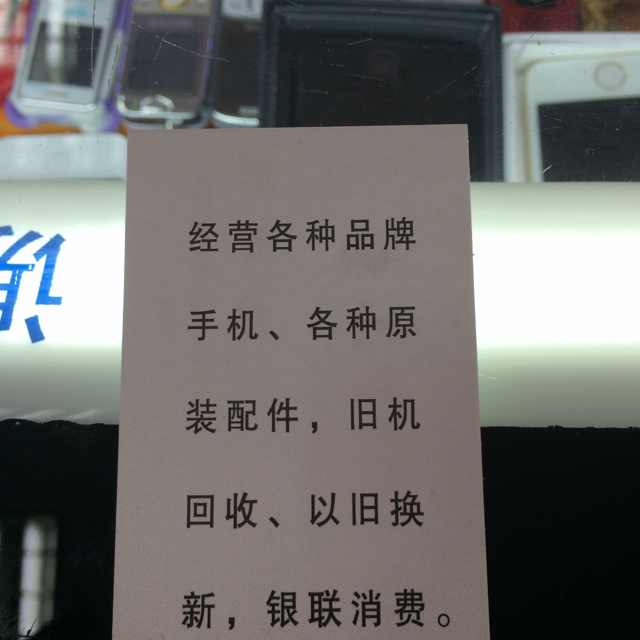 经营各种品牌
手机、各种原
装配件，旧机
回收、以旧换
新，银联消费。